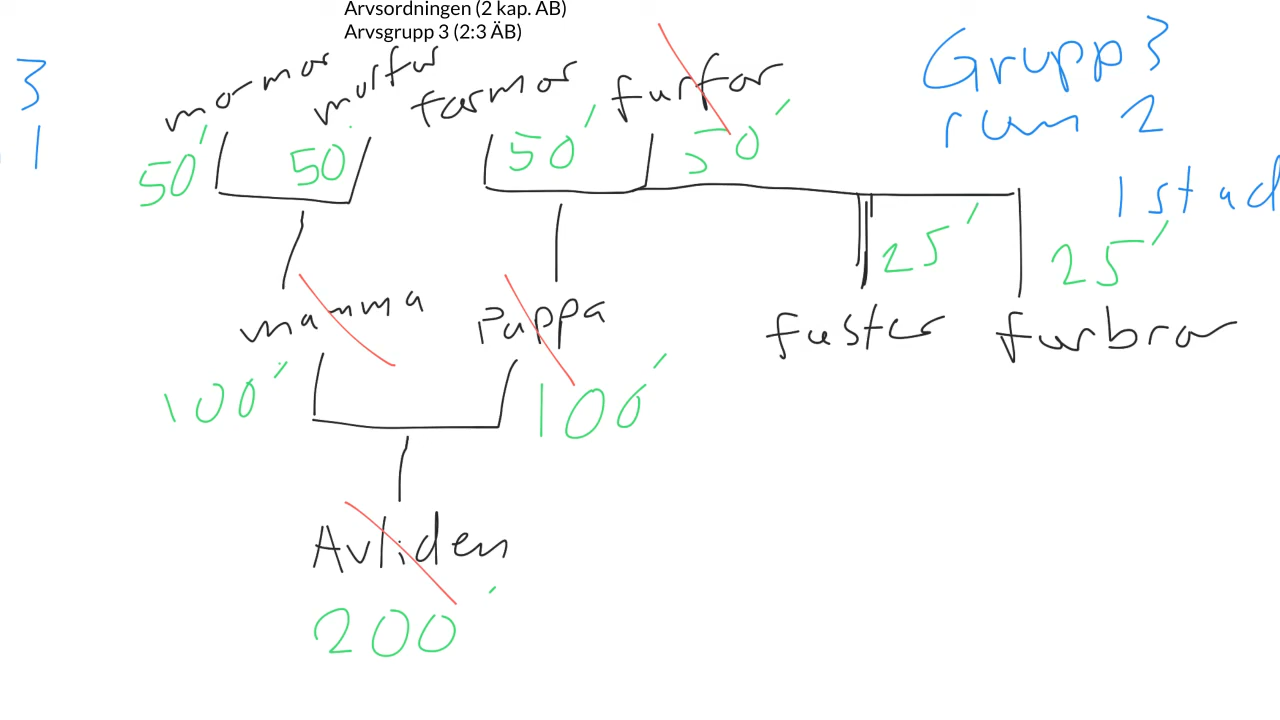 Arvsordningen (2 kap. ÄB)
Arvsgrupp 3 (2:3 ÄB)
3
1
Grupp 3
rum 2
1 stad
mormor morfar farmor farfar
50' 50' 50' 50'
25' 25'
mamma Pappa faster farbror
100' 100'
Avliden
200'